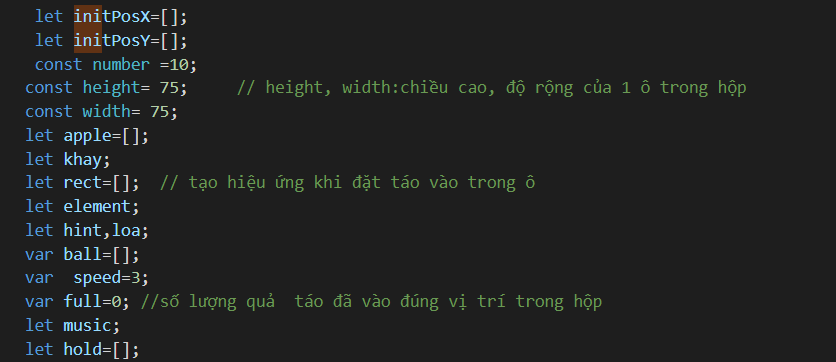 let initPosX=[];
let initPosY=[];
const number =10;
const height= 75;     // height, width:chiều cao, độ rộng của 1 ô trong hộp
const width= 75;
let apple=[];
let khay;
let rect=[];  // tạo hiệu ứng khi đặt táo vào trong ô
let element;
let hint,loa;
var ball=[];
var  speed=3;
var full=0; //số lượng quả  táo đã vào đúng vị trí trong hộp
let music;
let hold=[];